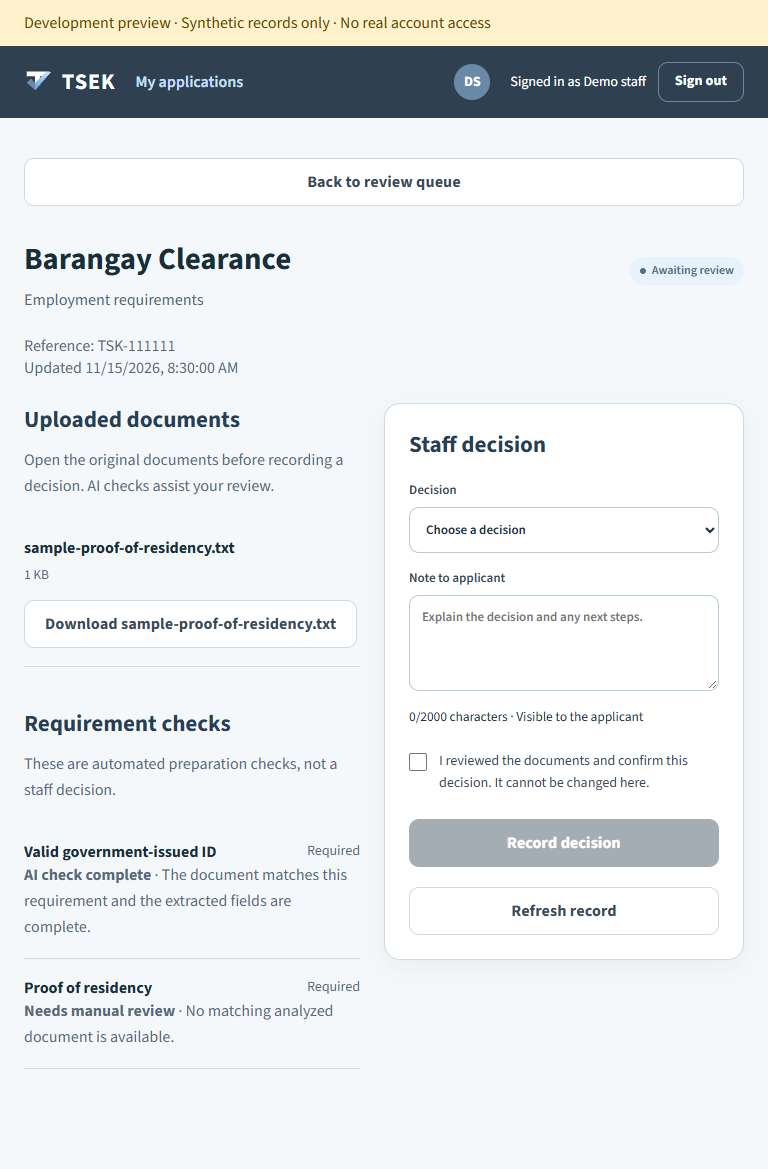 Development preview · Synthetic records only · No real account access
TSEK
My applications
DS
Signed in as Demo staff
Sign out
Back to review queue
Barangay Clearance
Awaiting review
Employment requirements
Reference: TSK-111111
Updated 11/15/2026, 8:30:00 AM
Uploaded documents
Open the original documents before recording a
decision. AI checks assist your review.
sample-proof-of-residency.txt
1 KB
Download sample-proof-of-residency.txt
Requirement checks
These are automated preparation checks, not a
staff decision.
Valid government-issued ID
Required
AI check complete · The document matches this
requirement and the extracted fields are
complete.
Proof of residency
Required
Needs manual review · No matching analyzed
document is available.
Staff decision
Decision
Choose a decision
Note to applicant
Explain the decision and any next steps.
0/2000 characters · Visible to the applicant
I reviewed the documents and confirm this
decision. It cannot be changed here.
Record decision
Refresh record